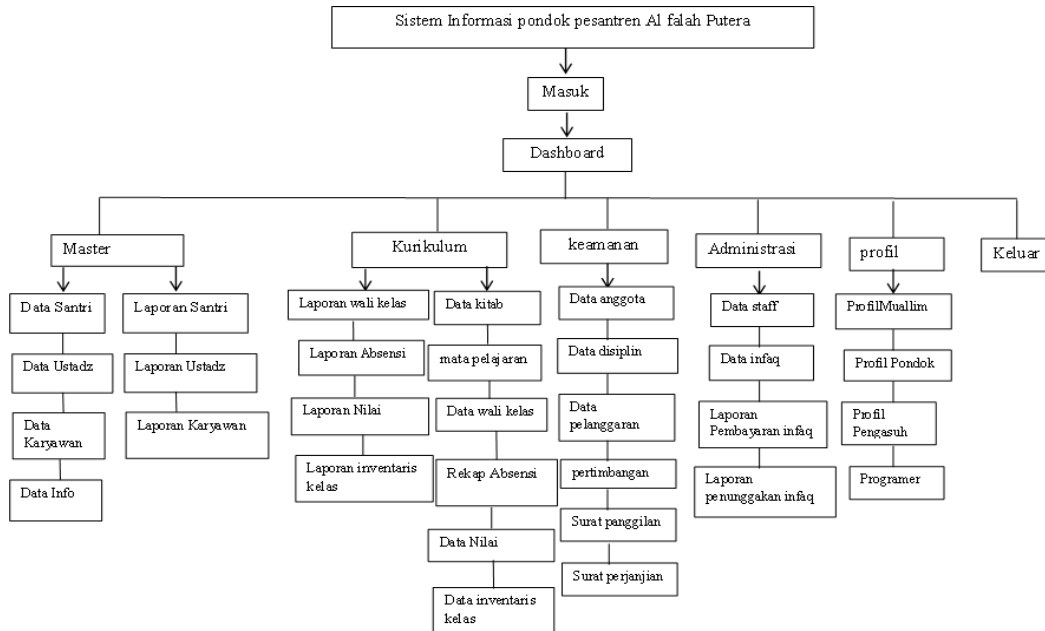 Sistem Informasi pondok pesantren Al falah Putera
Masuk
Dashboard
Master
Data Santri
Data Ustadz
Data
Karyawan
Data Info
Laporan Santri
Laporan Ustadz
Laporan Karyawan
Kurikulum
Laporan wali kelas
Laporan Absensi
Laporan Nilai
Laporan inventaris
kelas
Data kitab
mata pelajaran
Data wali kelas
Rekap Absensi
Data Nilai
Data inventaris
kelas
keamanan
Data anggota
Data disiplin
Data
pelanggaran
pertimbangan
Surat panggilan
Surat perjanjian
Administrasi
Data staff
Data infaq
Laporan
Pembayaran infaq
Laporan
penunggakan infaq
profil
ProfilMuallim
Profil Pondok
Profil
Pengasuh
Programer
Keluar